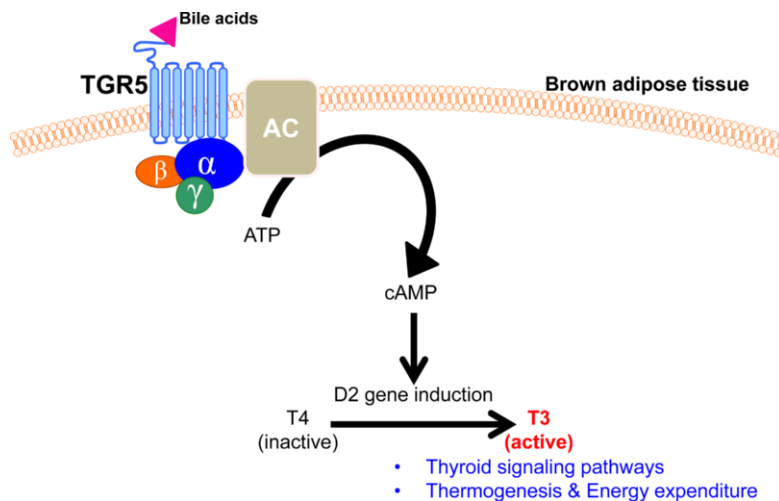 Bile acids
TGR5
Brown adipose tissue
AC
β
α
γ
ATP
cAMP
D2 gene induction
T4
(inactive)
T3
(active)
• Thyroid signaling pathways
• Thermogenesis & Energy expenditure